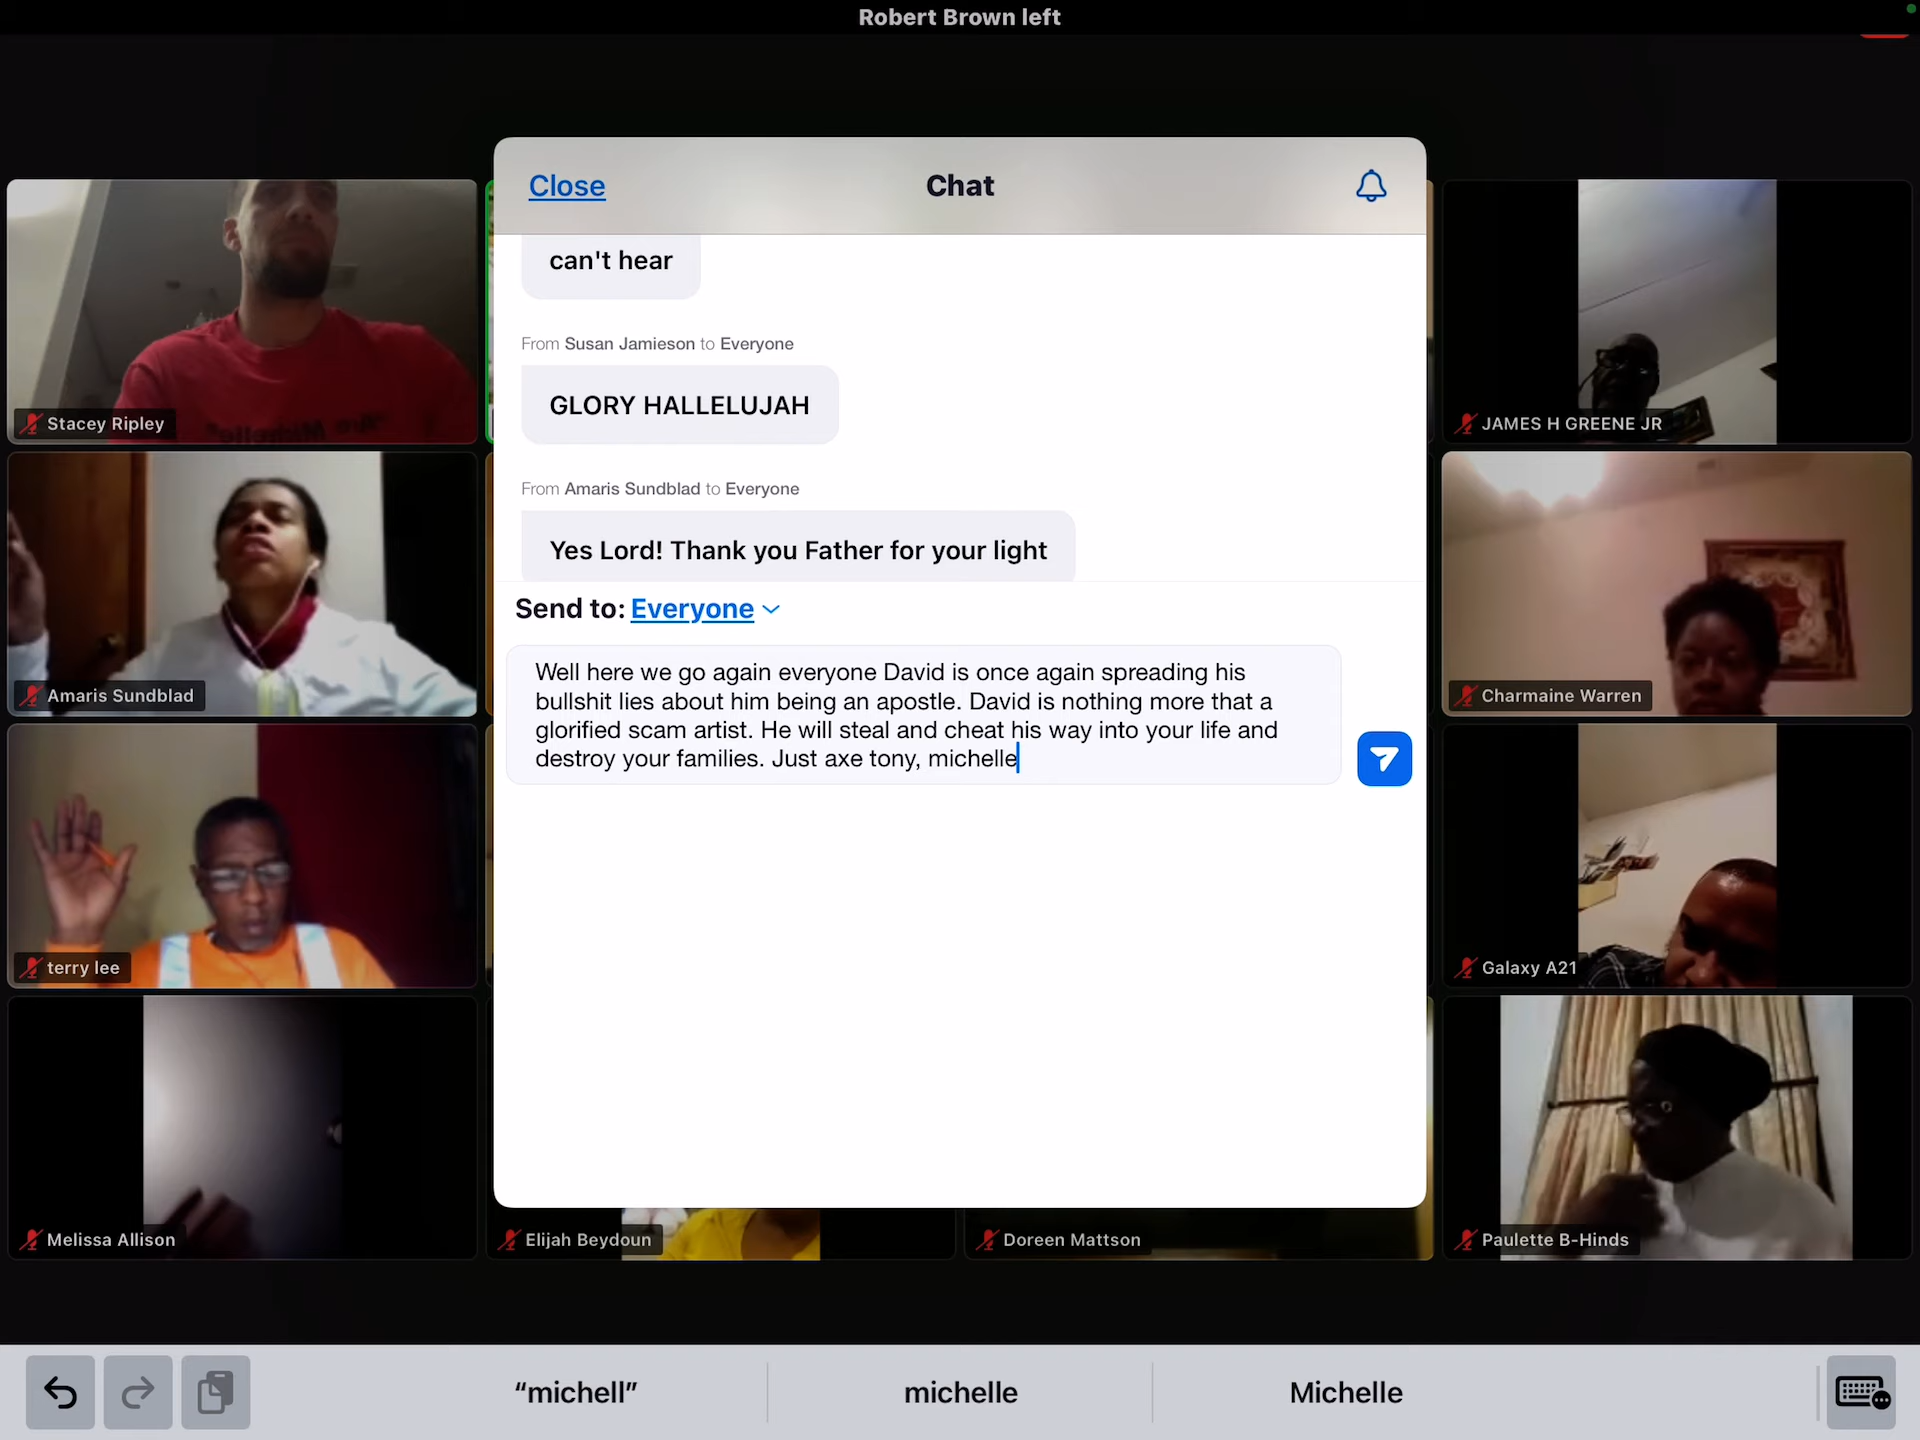 Robert Brown left
Close
Chat
can't hear
From Susan Jamieson to Everyone
GLORY HALLELUJAH
From Amaris Sundblad to Everyone
Yes Lord! Thank you Father for your light
Send to: Everyone
Well here we go again everyone David is once again spreading his
bullshit lies about him being an apostle. David is nothing more that a
glorified scam artist. He will steal and cheat his way into your life and
destroy your families. Just axe tony, michelle
Stacey Ripley
JAMES H GREENE JR
Amaris Sundblad
Charmaine Warren
terry lee
Galaxy A21
Melissa Allison
Elijah Beydoun
Doreen Mattson
Paulette B-Hinds
“michell”
michelle
Michelle